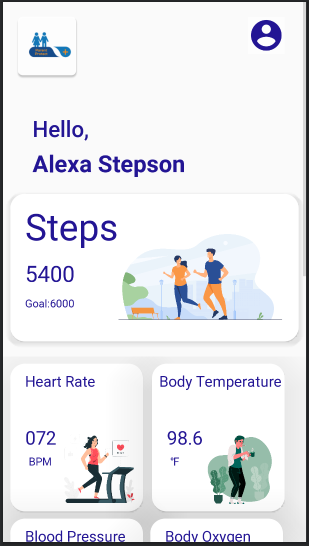 Hello,
Alexa Stepson
Steps
5400
Goal:6000
Heart Rate
072
BPM
Body Temperature
98.6
°F
Blood Pressure
Body Oxygen